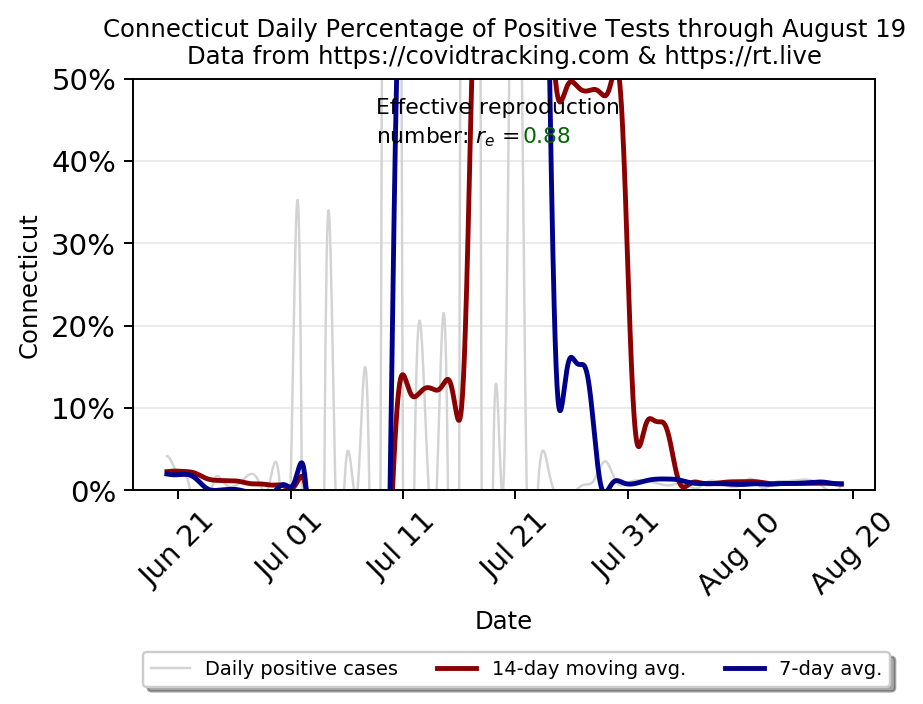 Connecticut Daily Percentage of Positive Tests through August 19
Data from https://covidtracking.com & https://rt.live
50%
Effective reproduction
number: rₑ =0.88
40%
30%
20%
10%
0%
Connecticut
Jun 21
Jul 01
Jul 11
Jul 21
Jul 31
Aug 10
Aug 20
Date
Daily positive cases
14-day moving avg.
7-day avg.